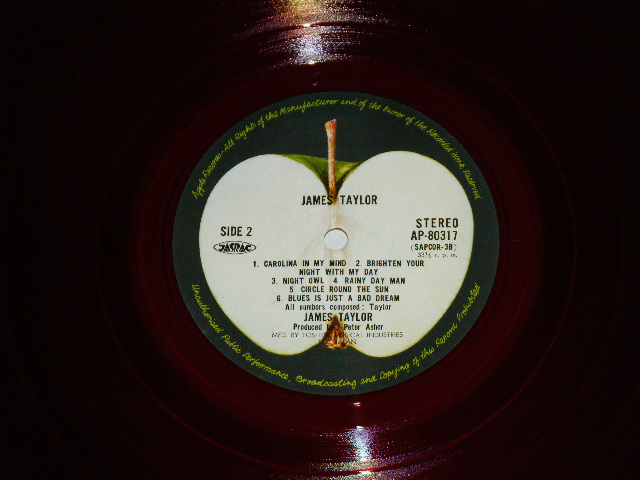 Apple Records-All Rights of the Manufacturer and of the Owner of the Recorded Work Reserved
JAMES TAYLOR
SIDE 2
JASRAC
STEREO
AP-80317
(SAPCOR-3B)
33⅓ r. p. m.
1. CAROLINA IN MY MIND 2. BRIGHTEN YOUR
NIGHT WITH MY DAY
3. NIGHT OWL 4. RAINY DAY MAN
5. CIRCLE ROUND THE SUN
6. BLUES IS JUST A BAD DREAM
All numbers composed: Taylor
JAMES TAYLOR
Produced by Peter Asher
MFD. BY INDUSTRIES
Unauthorised Public Performance, Broadcasting and Copying of this Record Prohibited